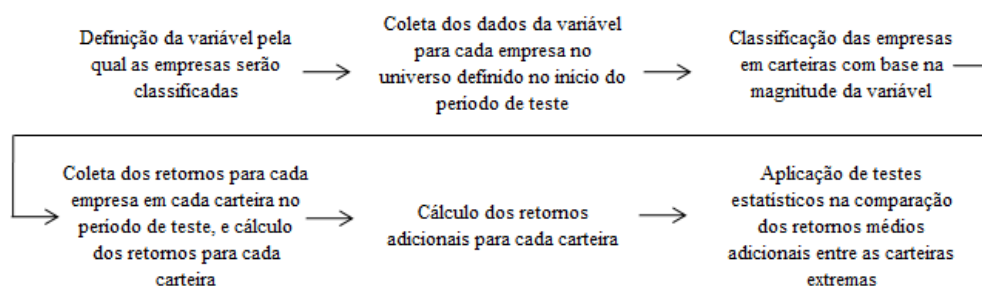 Definição da variável pela
qual as empresas serão
classificadas
Coleta dos dados da variável
para cada empresa no
universo definido no início do
período de teste
Classificação das empresas
em carteiras com base na
magnitude da variável
Coleta dos retornos para cada
empresa em cada carteira no
período de teste, e cálculo
dos retornos para cada
carteira
Cálculo dos retornos
adicionais para cada carteira
Aplicação de testes
estatísticos na comparação
dos retornos médios
adicionais entre as carteiras
extremas